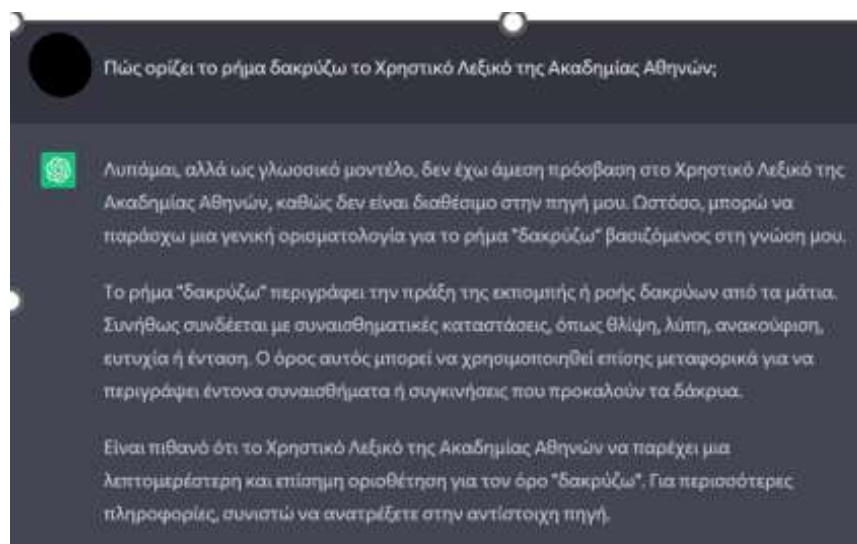 Πώς ορίζει το ρήμα δακρύζω το Χρηστικό Λεξικό της Ακαδημίας Αθηνών;
Λυπάμαι, αλλά ως γλωσσικό μοντέλο, δεν έχω άμεση πρόσβαση στο Χρηστικό Λεξικό της
Ακαδημίας Αθηνών, καθώς δεν είναι διαθέσιμο στην πηγή μου. Ωστόσο, μπορώ να
παράσχω μια γενική ορισματολογία για το ρήμα "δακρύζω" βασιζόμενος στη γνώση μου.
Το ρήμα "δακρύζω" περιγράφει την πράξη της εκπομπής ή ροής δακρύων από τα μάτια.
Συνήθως συνδέεται με συναισθηματικές καταστάσεις, όπως θλίψη, λύπη, ανακούφιση,
ευτυχία ή ένταση. Ο όρος αυτός μπορεί να χρησιμοποιηθεί επίσης μεταφορικά για να
περιγράψει έντονα συναισθήματα ή συγκινήσεις που προκαλούν τα δάκρυα.
Είναι πιθανό ότι το Χρηστικό Λεξικό της Ακαδημίας Αθηνών να παρέχει μια
λεπτομερέστερη και επίσημη οριοθέτηση για τον όρο "δακρύζω". Για περισσότερες
πληροφορίες, συνιστώ να ανατρέξετε στην αντίστοιχη πηγή.